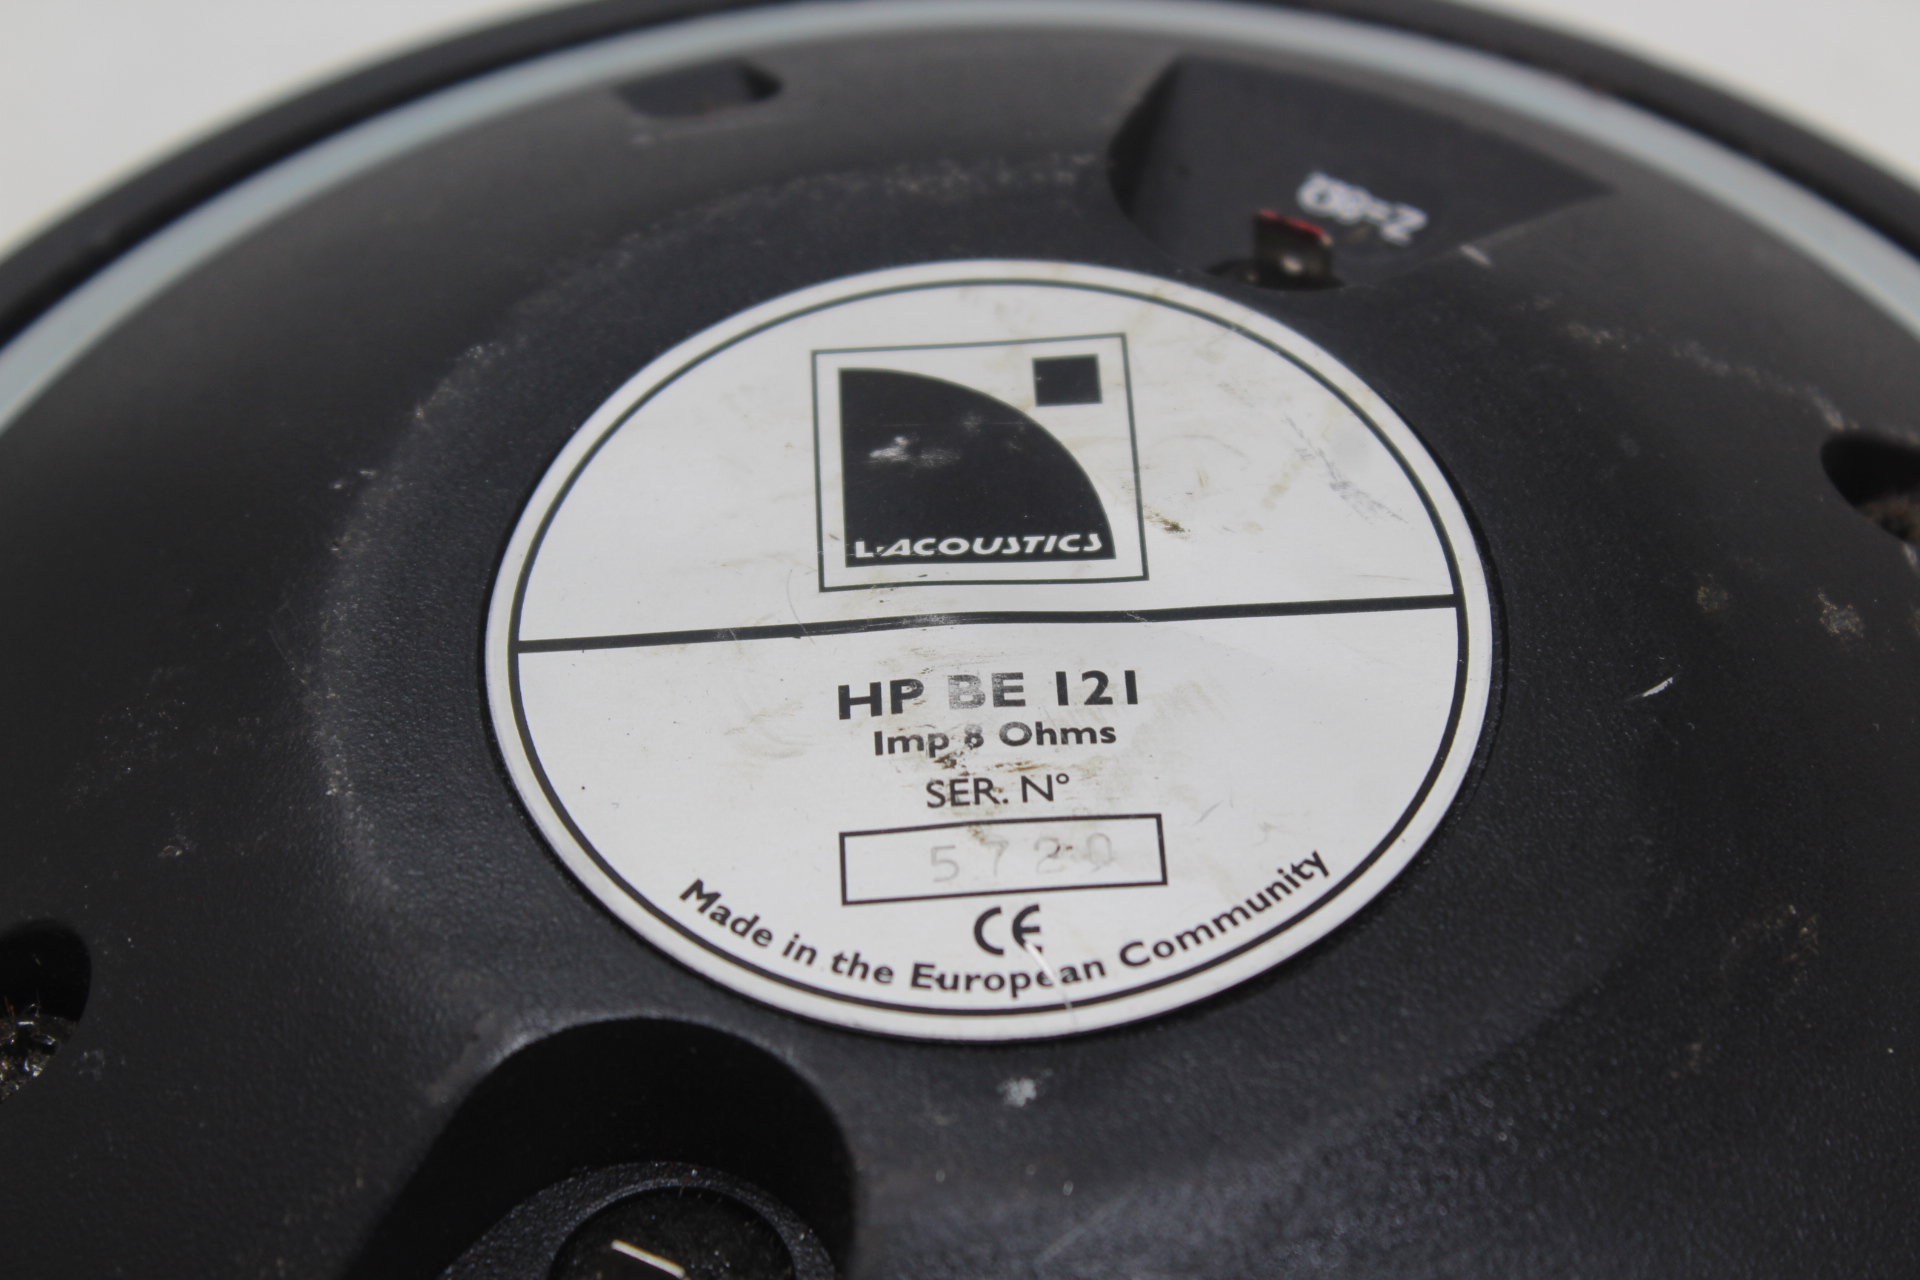 L-ACOUSTICS
HP BE 121
Imp 8 Ohms
SER. N°
5720
CE
Made in the European Community